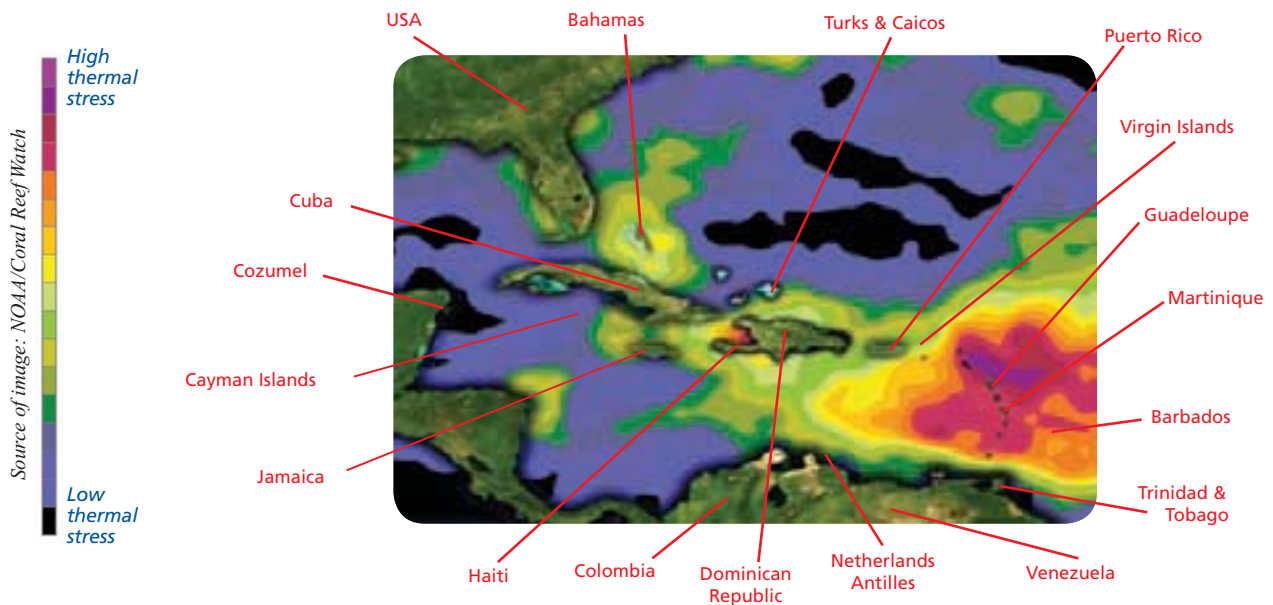 High
thermal
stress
Low
thermal
stress
Source of image: NOAA/Coral Reef Watch
USA
Bahamas
Turks & Caicos
Puerto Rico
Virgin Islands
Guadeloupe
Martinique
Barbados
Trinidad &
Tobago
Cuba
Cozumel
Cayman Islands
Jamaica
Haiti
Colombia
Dominican
Republic
Netherlands
Antilles
Venezuela